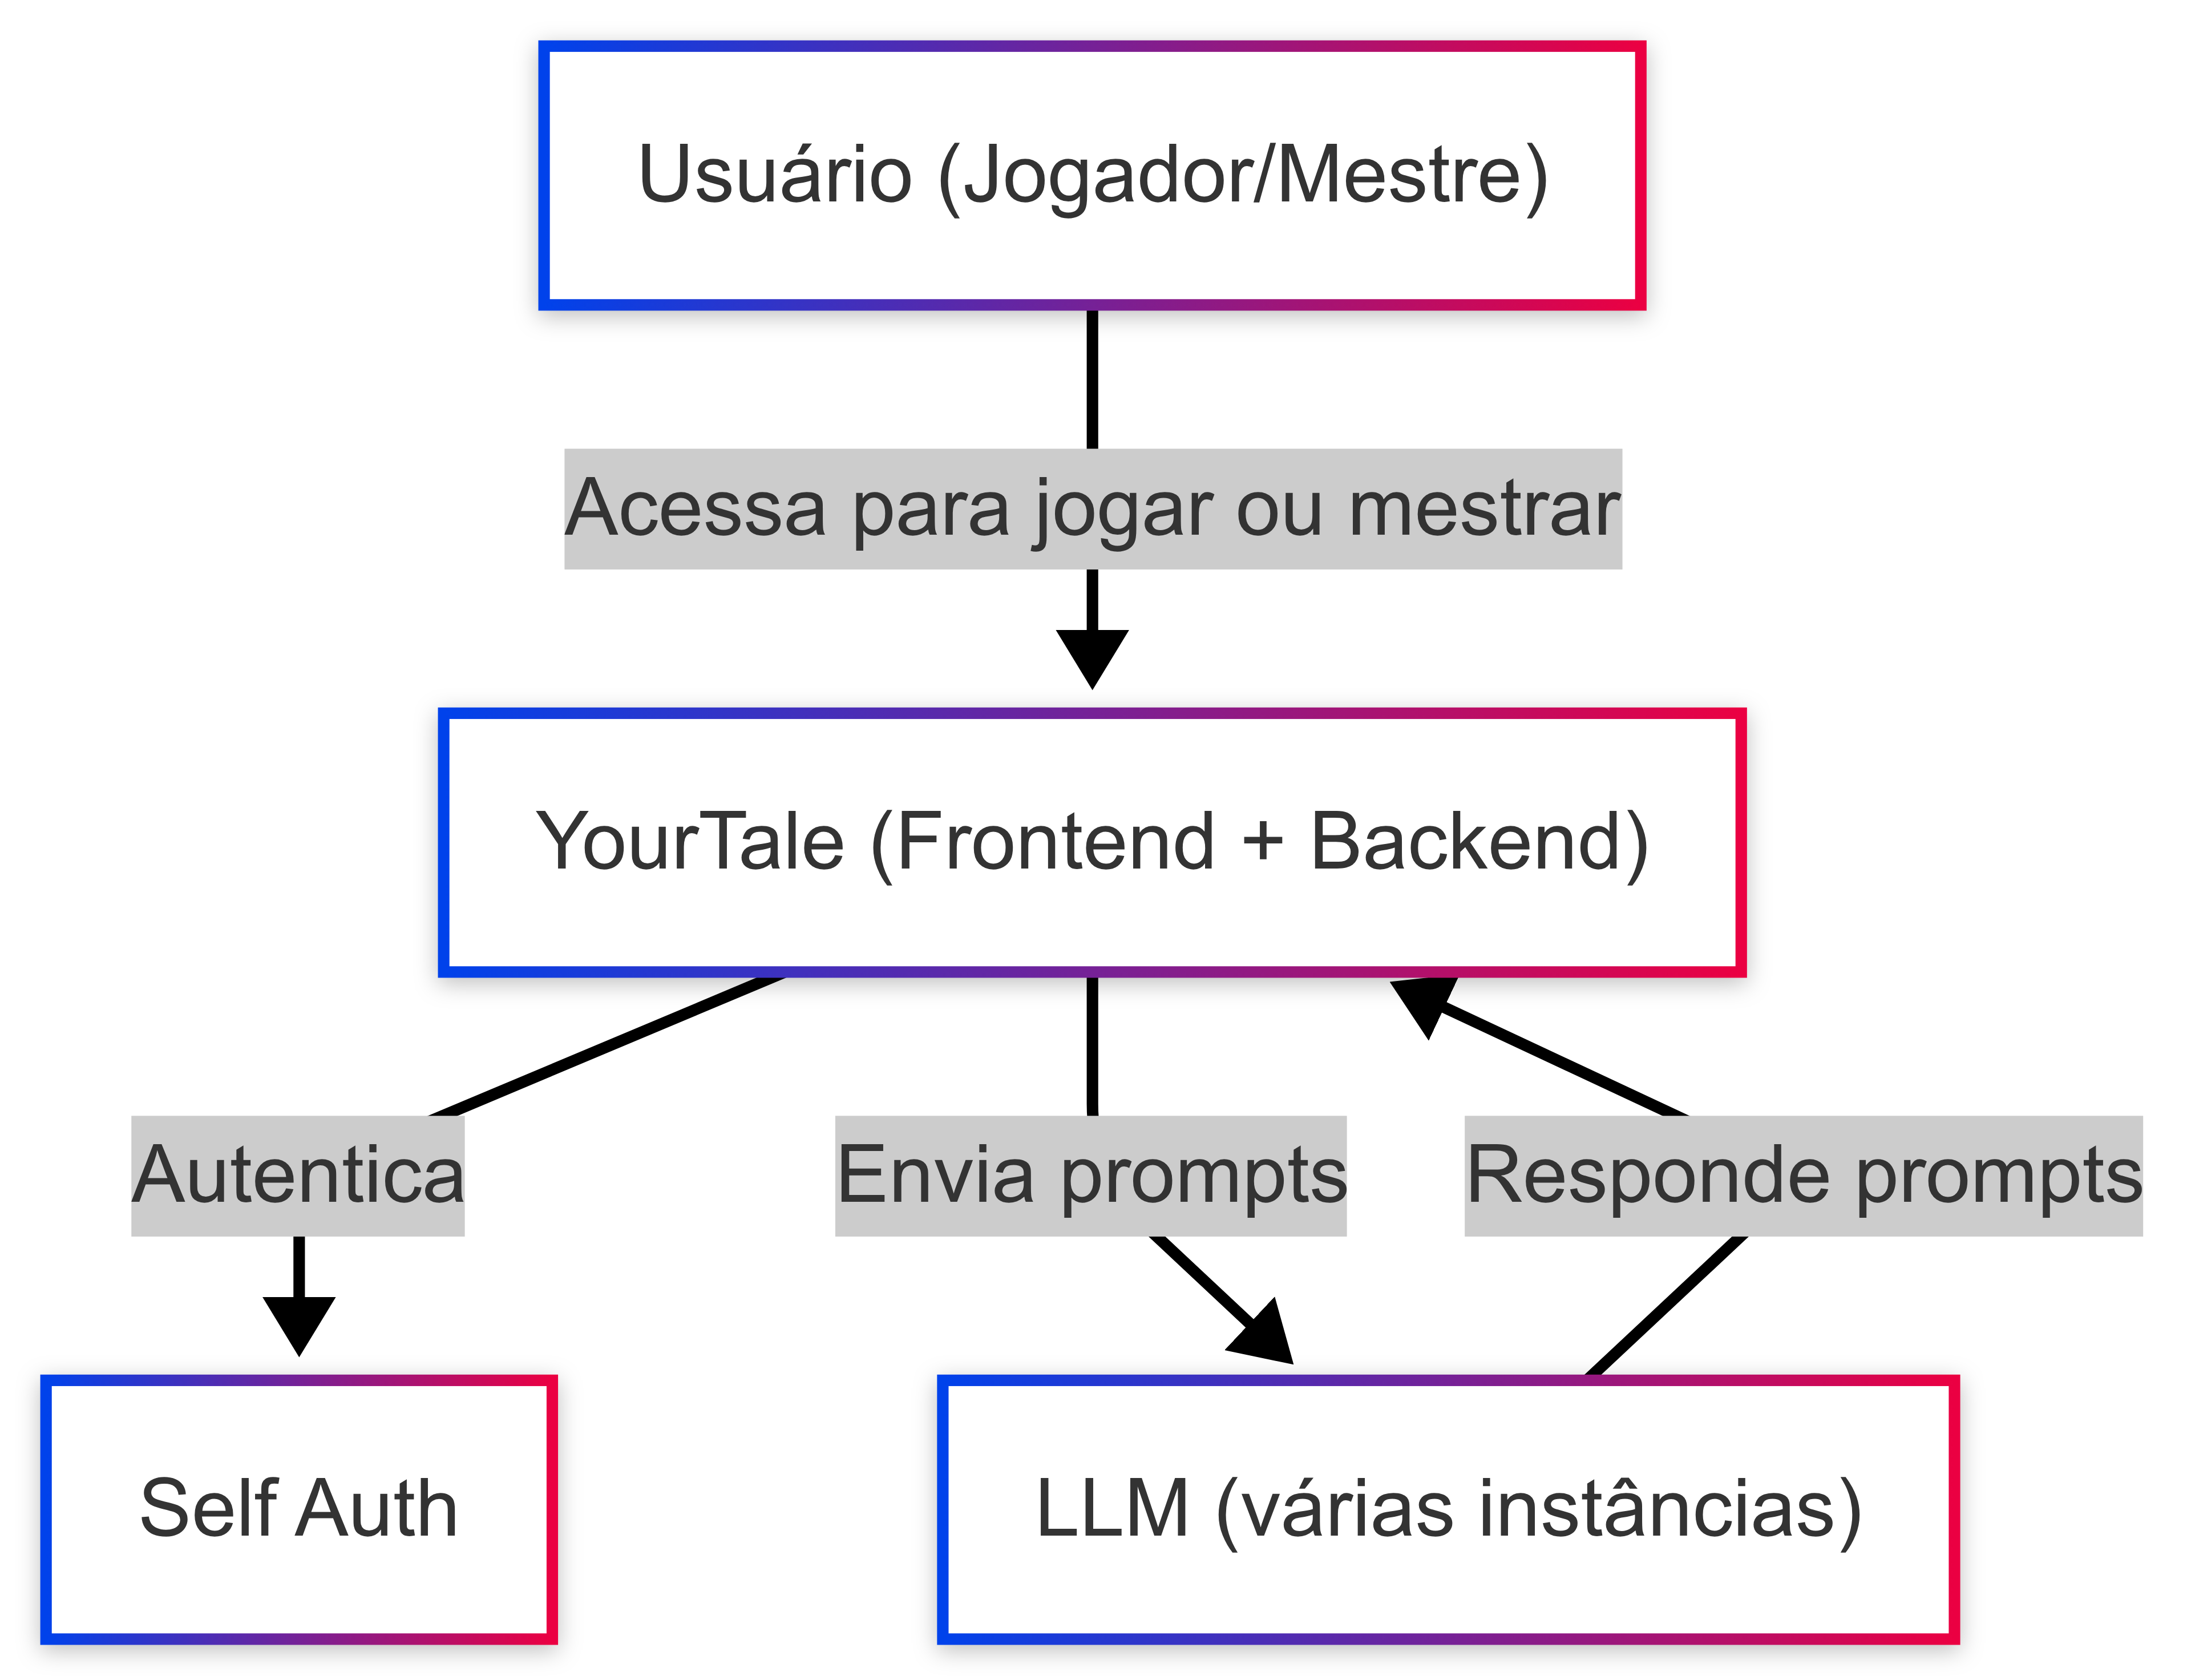 Usuário (Jogador/Mestre)
Acessa para jogar ou mestrar
YourTale (Frontend + Backend)
Autentica
Envia prompts
Responde prompts
Self Auth
LLM (várias instâncias)